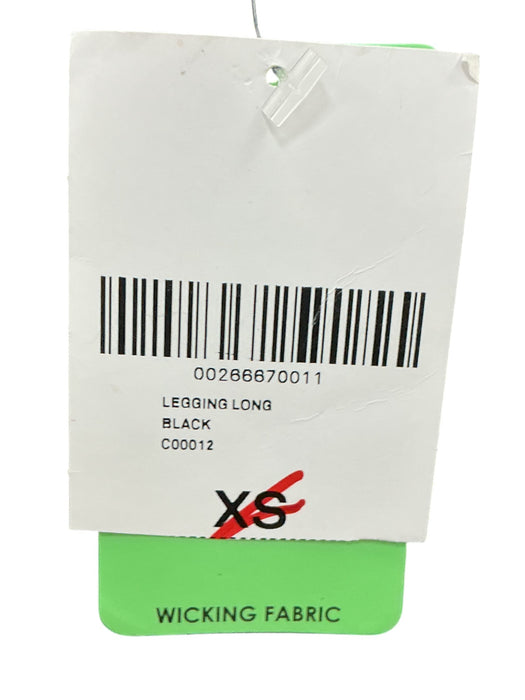 00266670011
LEGGING LONG
BLACK
C00012
XS
WICKING FABRIC